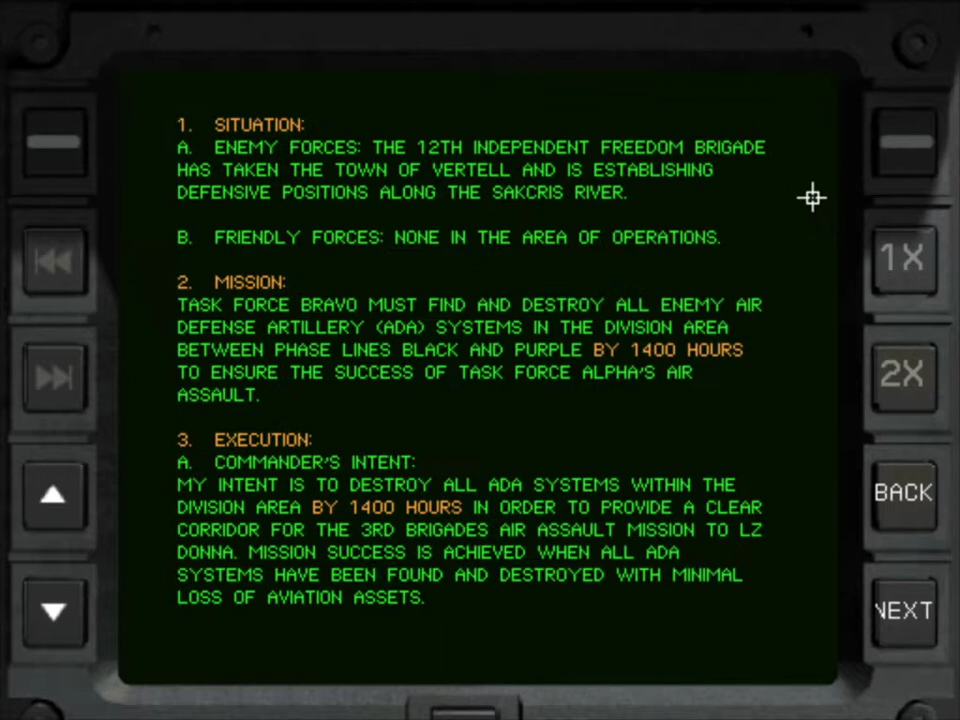 1. SITUATION:
A. ENEMY FORCES: THE 12TH INDEPENDENT FREEDOM BRIGADE
HAS TAKEN THE TOWN OF VERTELL AND IS ESTABLISHING
DEFENSIVE POSITIONS ALONG THE SAKCRIS RIVER.
B. FRIENDLY FORCES: NONE IN THE AREA OF OPERATIONS.
2. MISSION:
TASK FORCE BRAVO MUST FIND AND DESTROY ALL ENEMY AIR
DEFENSE ARTILLERY (ADA) SYSTEMS IN THE DIVISION AREA
BETWEEN PHASE LINES BLACK AND PURPLE BY 1400 HOURS
TO ENSURE THE SUCCESS OF TASK FORCE ALPHA'S AIR
ASSAULT.
3. EXECUTION:
A. COMMANDER'S INTENT:
MY INTENT IS TO DESTROY ALL ADA SYSTEMS WITHIN THE
DIVISION AREA BY 1400 HOURS IN ORDER TO PROVIDE A CLEAR
CORRIDOR FOR THE 3RD BRIGADES AIR ASSAULT MISSION TO LZ
DONNA. MISSION SUCCESS IS ACHIEVED WHEN ALL ADA
SYSTEMS HAVE BEEN FOUND AND DESTROYED WITH MINIMAL
LOSS OF AVIATION ASSETS.
1X
2X
BACK
NEXT